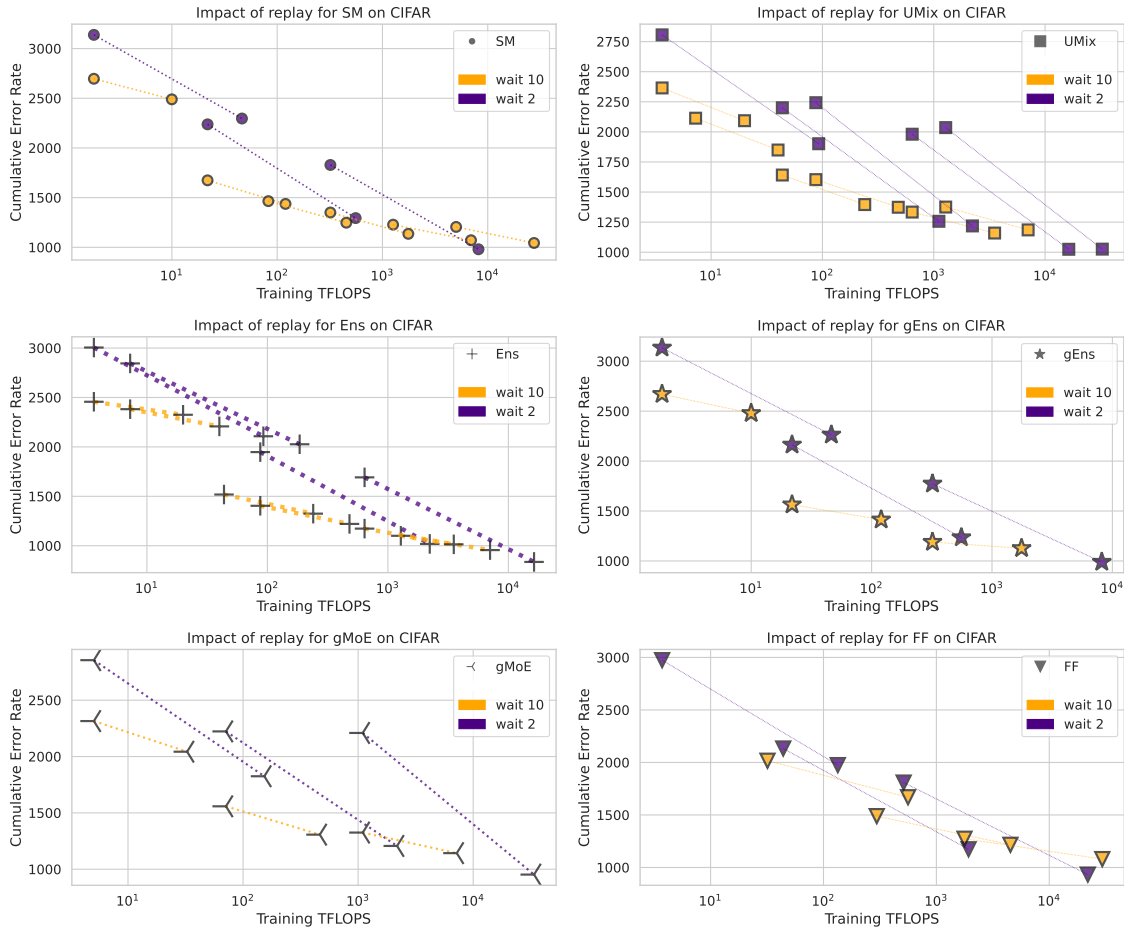 Impact of replay for SM on CIFAR
Cumulative Error Rate
3000
2500
2000
1500
1000
SM
wait 10
wait 2
10¹ 10² 10³ 10⁴
Training TFLOPS
Impact of replay for UMix on CIFAR
Cumulative Error Rate
2750
2500
2250
2000
1750
1500
1250
1000
UMix
wait 10
wait 2
10¹ 10² 10³ 10⁴
Training TFLOPS
Impact of replay for Ens on CIFAR
Cumulative Error Rate
3000
2500
2000
1500
1000
Ens
wait 10
wait 2
10¹ 10² 10³ 10⁴
Training TFLOPS
Impact of replay for gEns on CIFAR
Cumulative Error Rate
3000
2500
2000
1500
1000
gEns
wait 10
wait 2
10¹ 10² 10³ 10⁴
Training TFLOPS
Impact of replay for gMoE on CIFAR
Cumulative Error Rate
2500
2000
1500
1000
gMoE
wait 10
wait 2
10¹ 10² 10³ 10⁴
Training TFLOPS
Impact of replay for FF on CIFAR
Cumulative Error Rate
3000
2500
2000
1500
1000
FF
wait 10
wait 2
10¹ 10² 10³ 10⁴
Training TFLOPS